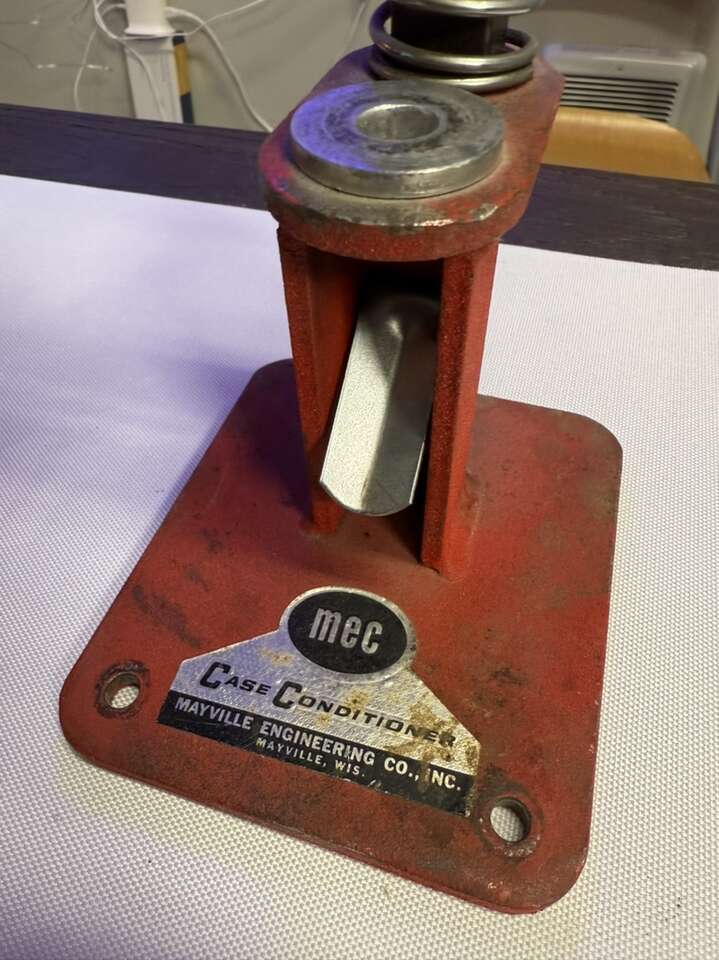 mec
CASE CONDITIONER
MAYVILLE ENGINEERING CO., INC.
MAYVILLE, WIS.